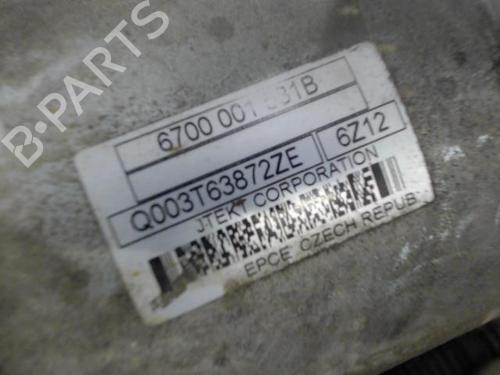 B-PARTS
6700 001
Q003T63872ZE 6Z12
JTEKT CORPORATION
EPCE, CZECH REPUB